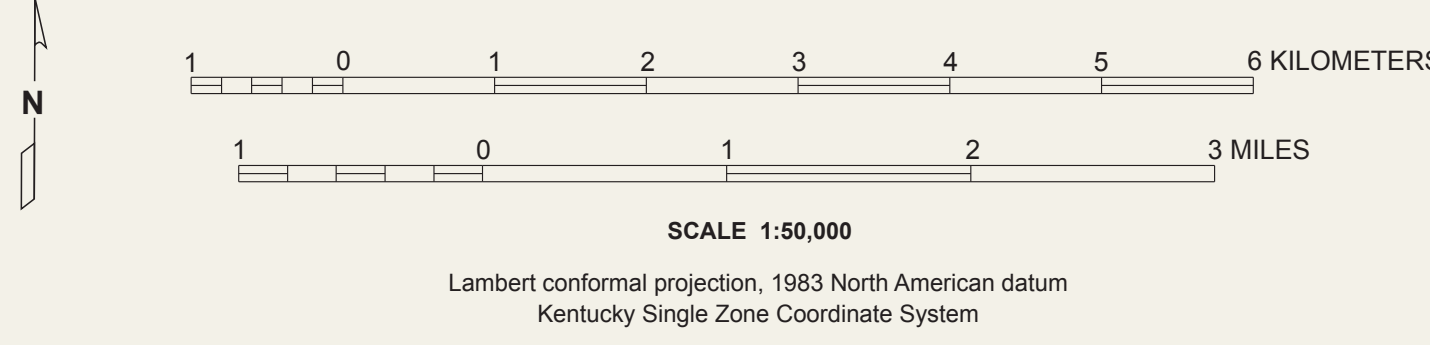 1 0 1 2 3 4 5 6 KILOMETERS
N
1 0 1 2 3 MILES
SCALE 1:50,000
Lambert conformal projection, 1983 North American datum
Kentucky Single Zone Coordinate System